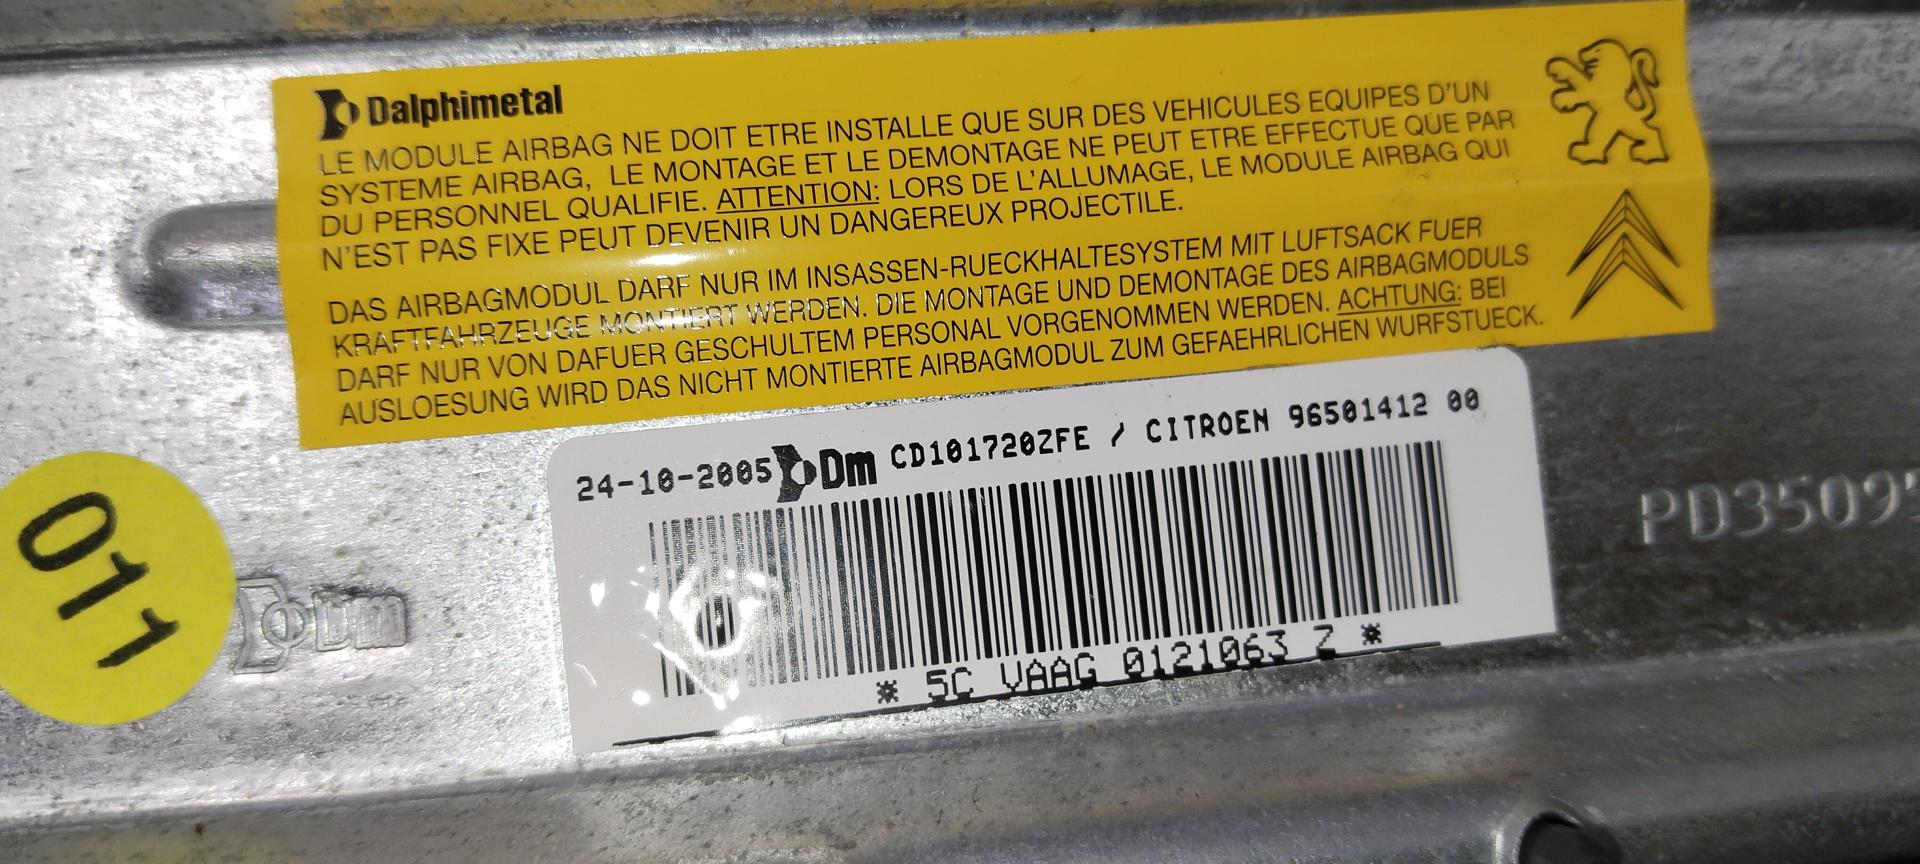 Dalphimetal
LE MODULE AIRBAG NE DOIT ETRE INSTALLE QUE SUR DES VEHICULES EQUIPES D'UN
SYSTEME AIRBAG, LE MONTAGE ET LE DEMONTAGE NE PEUT ETRE EFFECTUE QUE PAR
DU PERSONNEL QUALIFIE. ATTENTION: LORS DE L'ALLUMAGE, LE MODULE AIRBAG QUI
N'EST PAS FIXE PEUT DEVENIR UN DANGEREUX PROJECTILE.
DAS AIRBAGMODUL DARF NUR IM INSASSEN-RUECKHALTESYSTEM MIT LUFTSACK FUER
KRAFTFAHRZEUGE MONTIERT WERDEN. DIE MONTAGE UND DEMONTAGE DES AIRBAGMODULS
DARF NUR VON DAFUER GESCHULTEM PERSONAL VORGENOMMEN WERDEN. ACHTUNG: BEI
AUSLOESUNG WIRD DAS NICHT MONTIERTE AIRBAGMODUL ZUM GEFAEHRLICHEN WURFSTUECK.
24-10-2005 Dm CD101720ZFE / CITROEN 96501412 00
* 5C VAAG 0121063 Z *
011
Dm
PD35095